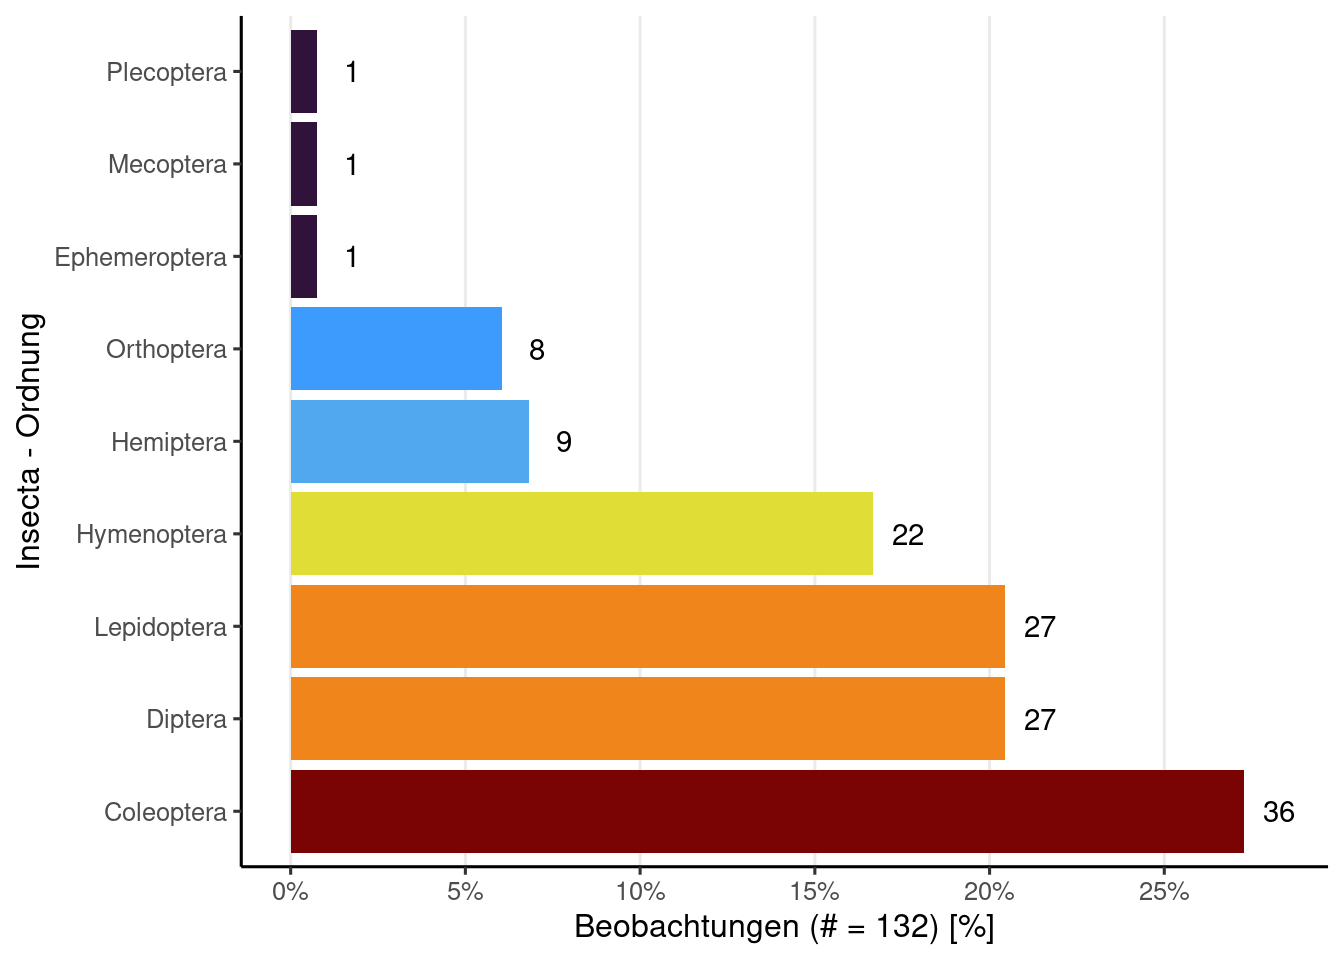 Insecta - Ordnung
Plecoptera 1
Mecoptera 1
Ephemeroptera 1
Orthoptera 8
Hemiptera 9
Hymenoptera 22
Lepidoptera 27
Diptera 27
Coleoptera 36
0% 5% 10% 15% 20% 25%
Beobachtungen (# = 132) [%]